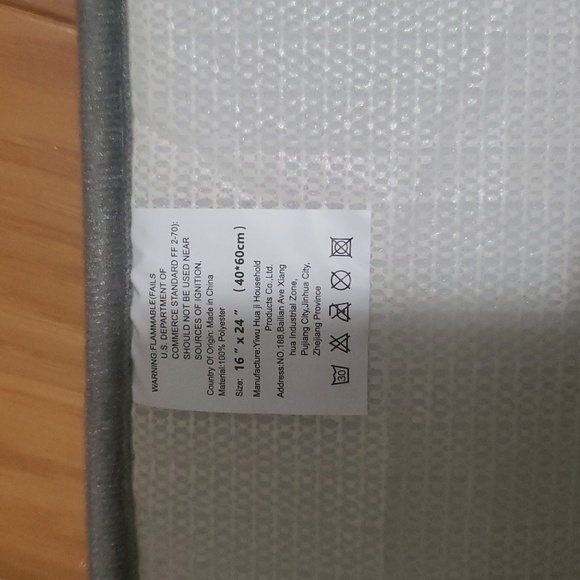 WARNING:FLAMMABLE(FAILS
U.S. DEPARTMENT OF
COMMERCE STANDARD FF 2-70):
SHOULD NOT BE USED NEAR
SOURCES OF IGNITION.
Country Of Origin: Made in China
Material:100% Polyester
Size: 16 " x 24 " ( 40*60cm )
Manufacture:Yiwu Hua ji Household
Products Co.,Ltd.
Address:NO.188,Bailian Ave Xiang
hua Industrial Zone,
Pujiang City,Jinhua City,
Zhejiang Province
30